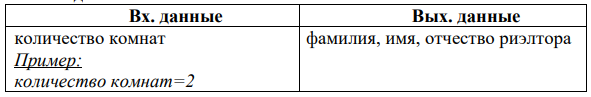 Вх. данные
Вых. данные
количество комнат
Пример:
количество комнат=2
фамилия, имя, отчество риэлтора